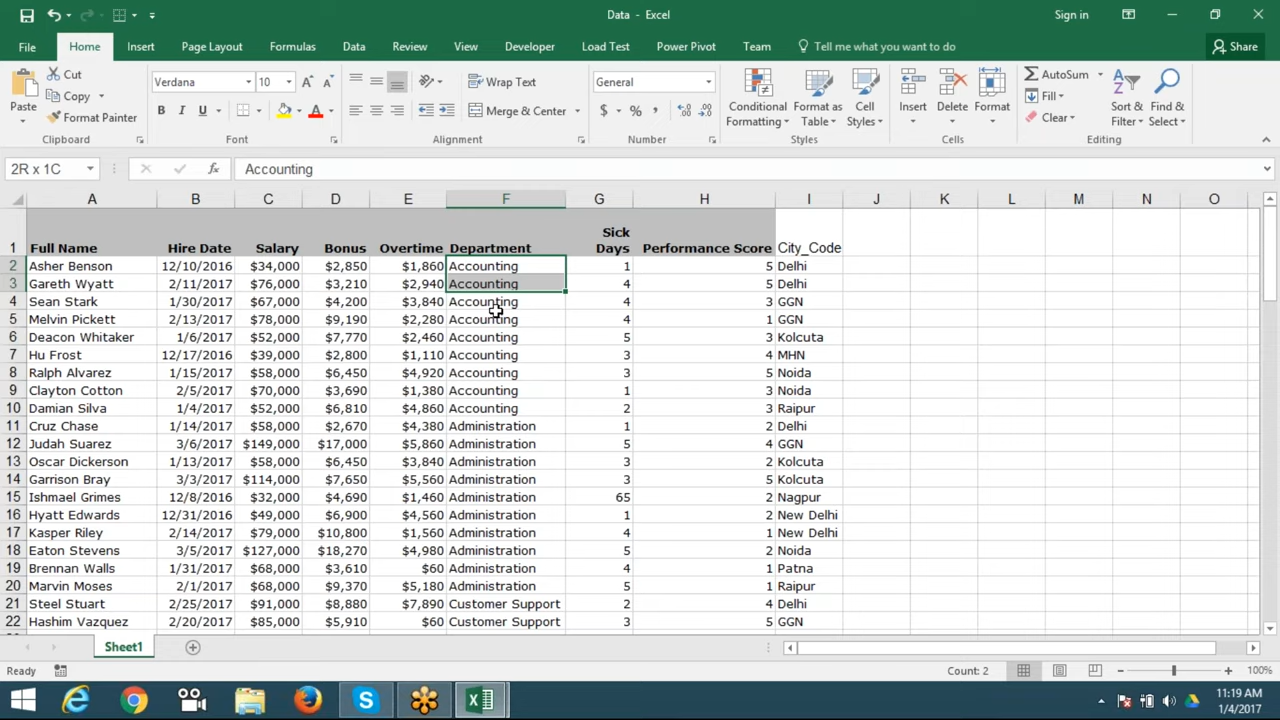 Data - Excel
Sign in
File Home Insert Page Layout Formulas Data Review View Developer Load Test Power Pivot Team Tell me what you want to do Share
Paste
Cut
Copy
Format Painter
Clipboard
Verdana 10
B I U
Font
Wrap Text
Merge & Center
Alignment
General
$ % ,
Number
Conditional Formatting
Format as Table
Cell Styles
Styles
Insert
Delete
Format
Cells
AutoSum
Fill
Clear
Sort & Filter
Find & Select
Editing
2R x 1C fx Accounting
A B C D E F G H I J K L M N O
1 Full Name Hire Date Salary Bonus Overtime Department Sick Days Performance Score City_Code
2 Asher Benson 12/10/2016 $34,000 $2,850 $1,860 Accounting 1 5 Delhi
3 Gareth Wyatt 2/11/2017 $76,000 $3,210 $2,940 Accounting 4 5 Delhi
4 Sean Stark 1/30/2017 $67,000 $4,200 $3,840 Accounting 4 3 GGN
5 Melvin Pickett 2/13/2017 $78,000 $9,190 $2,280 Accounting 4 1 GGN
6 Deacon Whitaker 1/6/2017 $52,000 $7,770 $2,460 Accounting 5 3 Kolcuta
7 Hu Frost 12/17/2016 $39,000 $2,800 $1,110 Accounting 3 4 MHN
8 Ralph Alvarez 1/15/2017 $58,000 $6,450 $4,920 Accounting 3 5 Noida
9 Clayton Cotton 2/5/2017 $70,000 $3,690 $1,380 Accounting 1 3 Noida
10 Damian Silva 1/4/2017 $52,000 $6,810 $4,860 Accounting 2 3 Raipur
11 Cruz Chase 1/14/2017 $58,000 $2,670 $4,380 Administration 1 2 Delhi
12 Judah Suarez 3/6/2017 $149,000 $17,000 $5,860 Administration 5 4 GGN
13 Oscar Dickerson 1/13/2017 $58,000 $6,450 $3,840 Administration 3 2 Kolcuta
14 Garrison Bray 3/3/2017 $114,000 $7,650 $5,560 Administration 3 5 Kolcuta
15 Ishmael Grimes 12/8/2016 $32,000 $4,690 $1,460 Administration 65 2 Nagpur
16 Hyatt Edwards 12/31/2016 $49,000 $6,900 $4,560 Administration 1 2 New Delhi
17 Kasper Riley 2/14/2017 $79,000 $10,800 $1,560 Administration 4 1 New Delhi
18 Eaton Stevens 3/5/2017 $127,000 $18,270 $4,980 Administration 5 2 Noida
19 Brennan Walls 1/31/2017 $68,000 $3,610 $60 Administration 4 1 Patna
20 Marvin Moses 2/1/2017 $68,000 $9,370 $5,180 Administration 5 1 Raipur
21 Steel Stuart 2/25/2017 $91,000 $8,880 $7,890 Customer Support 2 4 Delhi
22 Hashim Vazquez 2/20/2017 $85,000 $5,910 $60 Customer Support 3 5 GGN
Sheet1
Ready Count: 2 100%
11:19 AM
1/4/2017